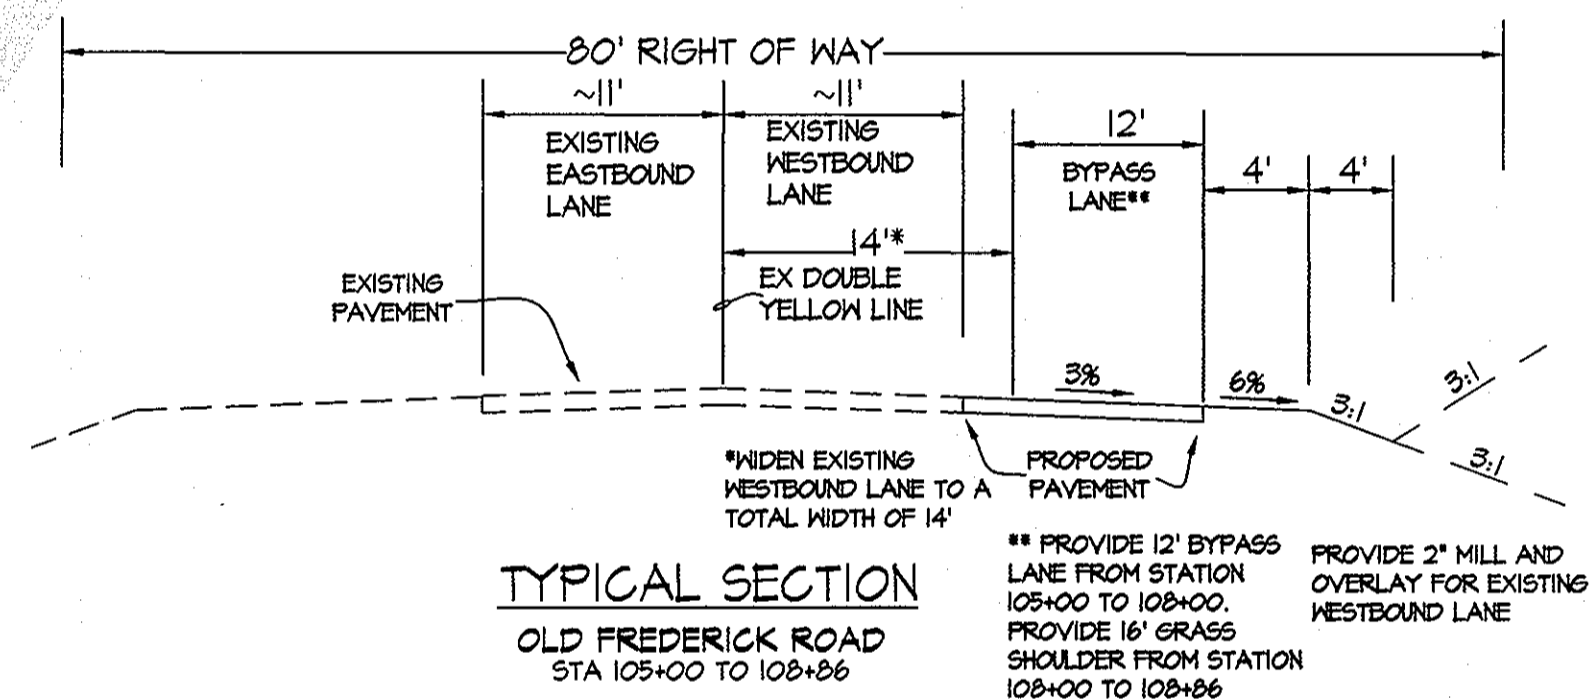 80' RIGHT OF WAY
~11'
~11'
EXISTING
EASTBOUND
LANE
EXISTING
WESTBOUND
LANE
12'
BYPASS
LANE**
4'
4'
14'*
EX DOUBLE
YELLOW LINE
EXISTING
PAVEMENT
3%
6%
3:1
3:1
3:1
*WIDEN EXISTING
WESTBOUND LANE TO A
TOTAL WIDTH OF 14'
PROPOSED
PAVEMENT
** PROVIDE 12' BYPASS
LANE FROM STATION
105+00 TO 108+00.
PROVIDE 16' GRASS
SHOULDER FROM STATION
108+00 TO 108+86
PROVIDE 2" MILL AND
OVERLAY FOR EXISTING
WESTBOUND LANE
TYPICAL SECTION
OLD FREDERICK ROAD
STA 105+00 TO 108+86